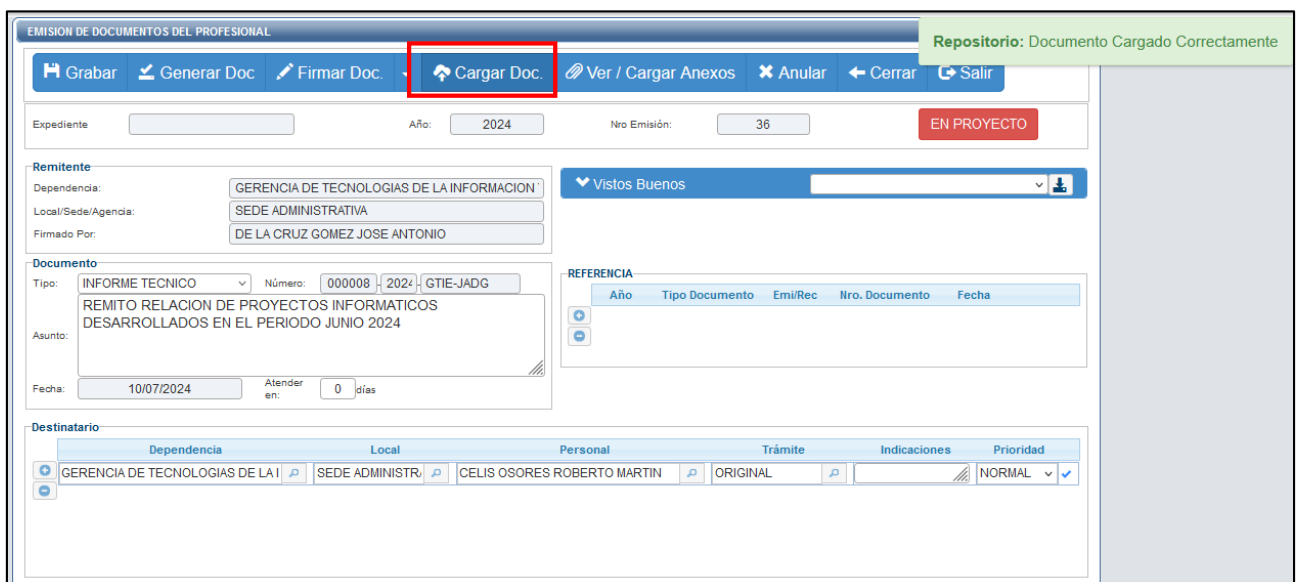 EMISION DE DOCUMENTOS DEL PROFESIONAL
Repositorio: Documento Cargado Correctamente
Grabar Generar Doc Firmar Doc. Cargar Doc. Ver / Cargar Anexos Anular Cerrar Salir
Expediente Año: 2024 Nro Emisión: 36 EN PROYECTO
Remitente
Dependencia: GERENCIA DE TECNOLOGIAS DE LA INFORMACION
Local/Sede/Agencia: SEDE ADMINISTRATIVA
Firmado Por: DE LA CRUZ GOMEZ JOSE ANTONIO
Vistos Buenos
Documento
Tipo: INFORME TECNICO Número: 000008 - 2024 - GTIE-JADG
Asunto: REMITO RELACION DE PROYECTOS INFORMATICOS
DESARROLLADOS EN EL PERIODO JUNIO 2024
Fecha: 10/07/2024 Atender en: 0 días
REFERENCIA
Año Tipo Documento Emi/Rec Nro. Documento Fecha
Destinatario
Dependencia Local Personal Trámite Indicaciones Prioridad
GERENCIA DE TECNOLOGIAS DE LA I SEDE ADMINISTR CELIS OSORES ROBERTO MARTIN ORIGINAL NORMAL